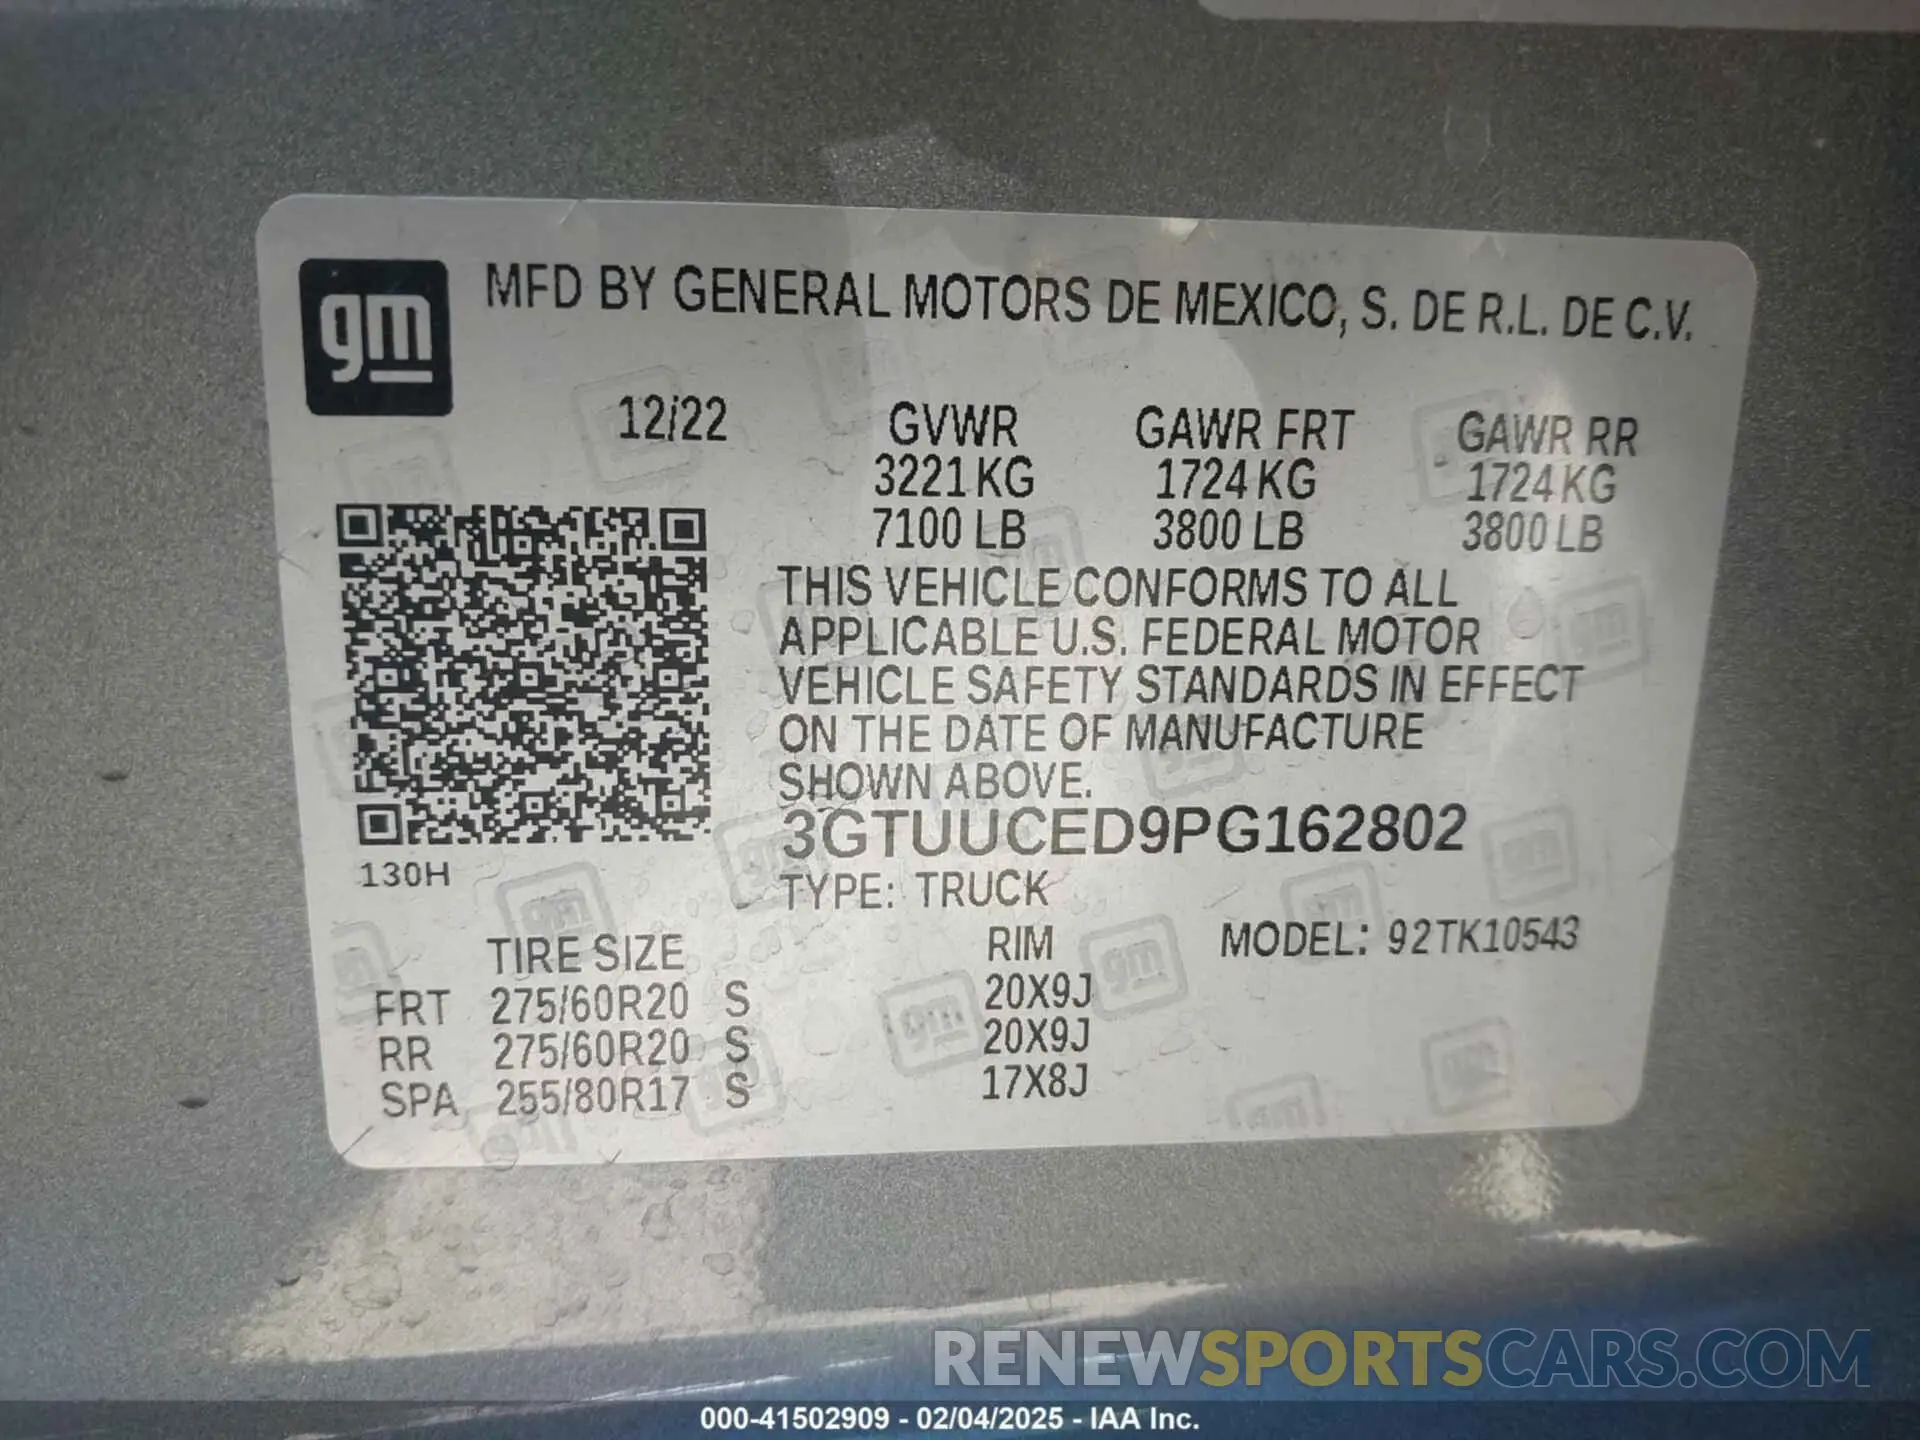 gm
MFD BY GENERAL MOTORS DE MEXICO, S. DE R.L. DE C.V.
12/22 GVWR GAWR FRT GAWR RR
3221 KG 1724 KG 1724 KG
7100 LB 3800 LB 3800 LB
THIS VEHICLE CONFORMS TO ALL
APPLICABLE U.S. FEDERAL MOTOR
VEHICLE SAFETY STANDARDS IN EFFECT
ON THE DATE OF MANUFACTURE
SHOWN ABOVE.
3GTUUCED9PG162802
130H
TYPE: TRUCK
TIRE SIZE RIM MODEL: 92TK10543
FRT 275/60R20 S 20X9J
RR 275/60R20 S 20X9J
SPA 255/80R17 S 17X8J
RENEWSPORTSCARS.COM
000-41502909 - 02/04/2025 - IAA Inc.